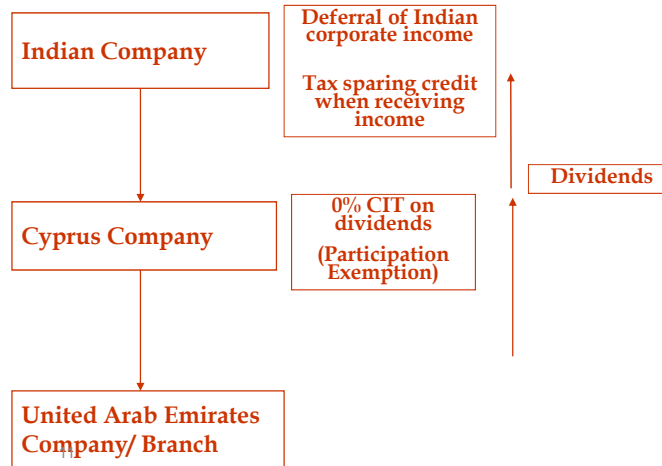 Indian Company
Deferral of Indian
corporate income
Tax sparing credit
when receiving
income
Dividends
Cyprus Company
0% CIT on
dividends
(Participation
Exemption)
United Arab Emirates
Company/ Branch
11